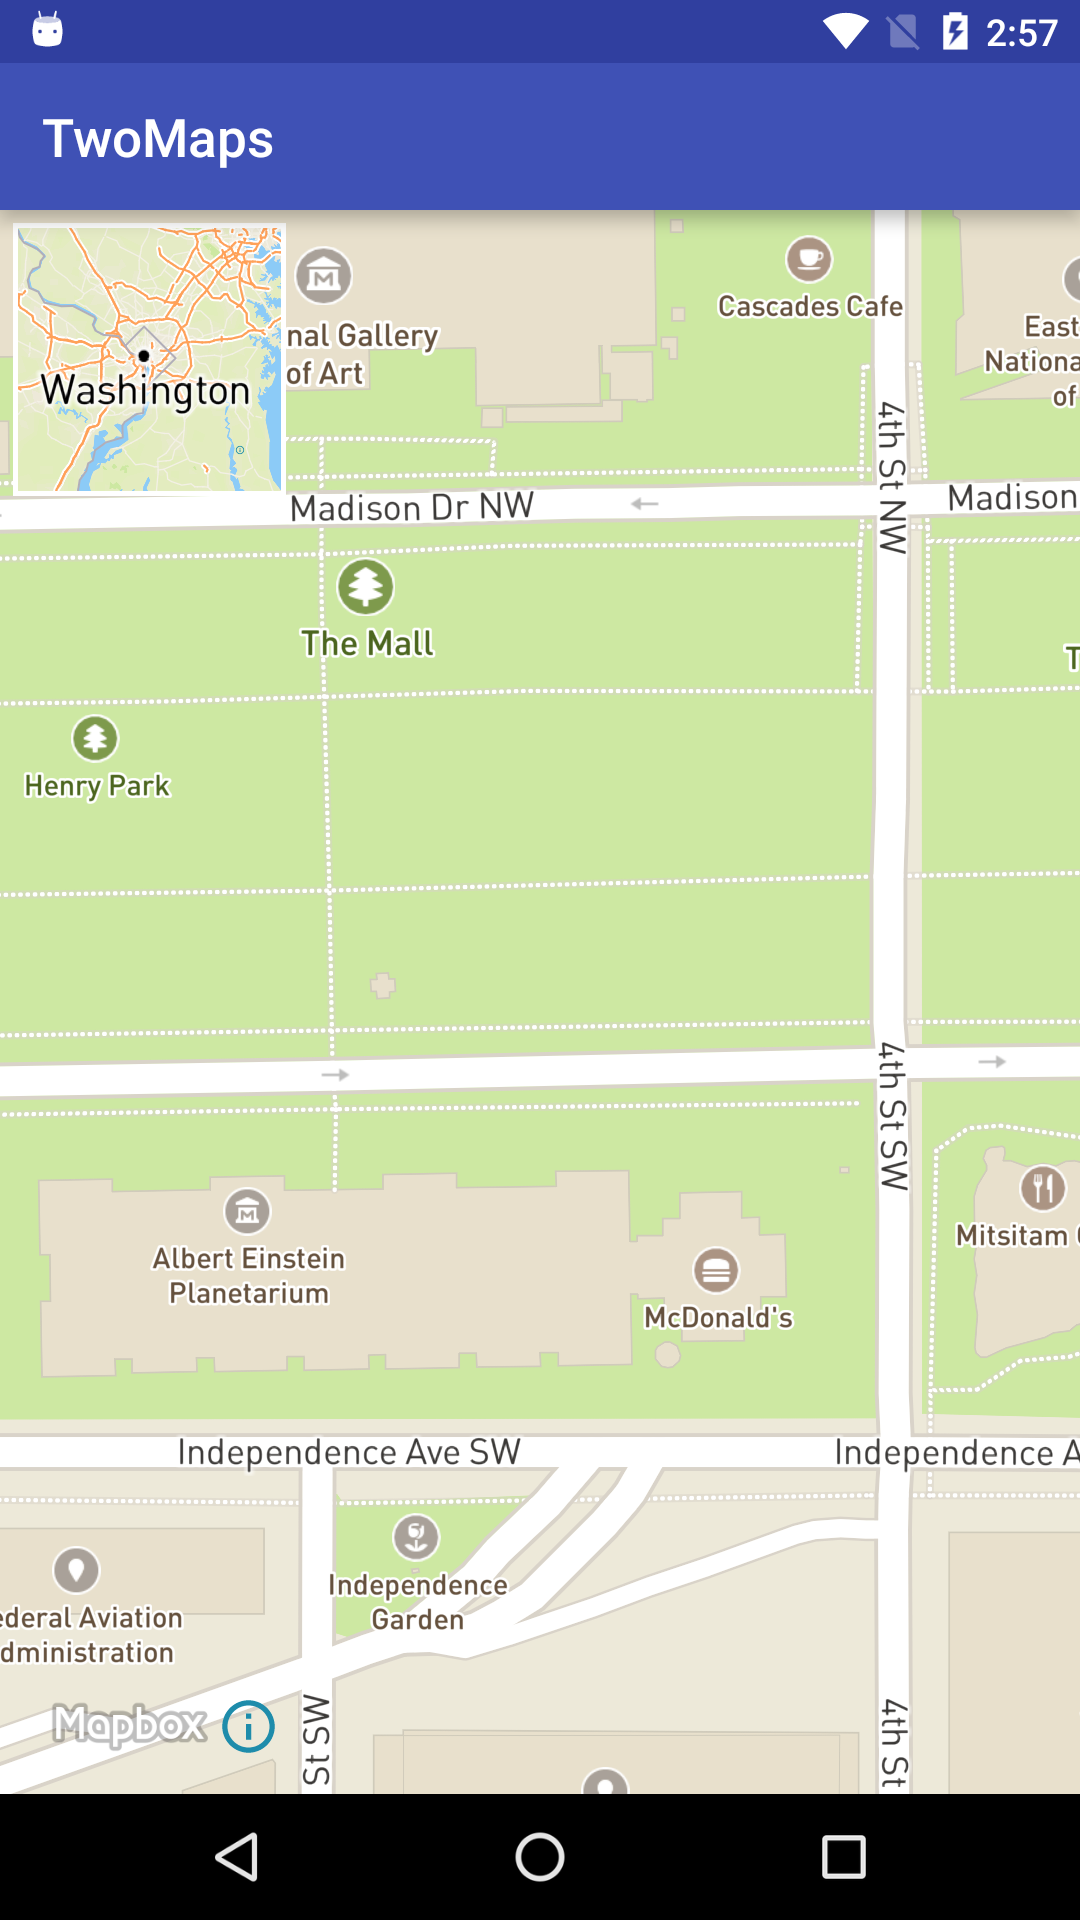 2:57
TwoMaps
Washington
nal Gallery
of Art
Cascades Cafe
East
Nationa
of
4th St NW
Madison Dr NW
Madison
The Mall
T
Henry Park
4th St SW
Albert Einstein
Planetarium
McDonald's
Mitsitam
Independence Ave SW
Independence A
Independence
Garden
ederal Aviation
dministration
Mapbox
St SW
4th St